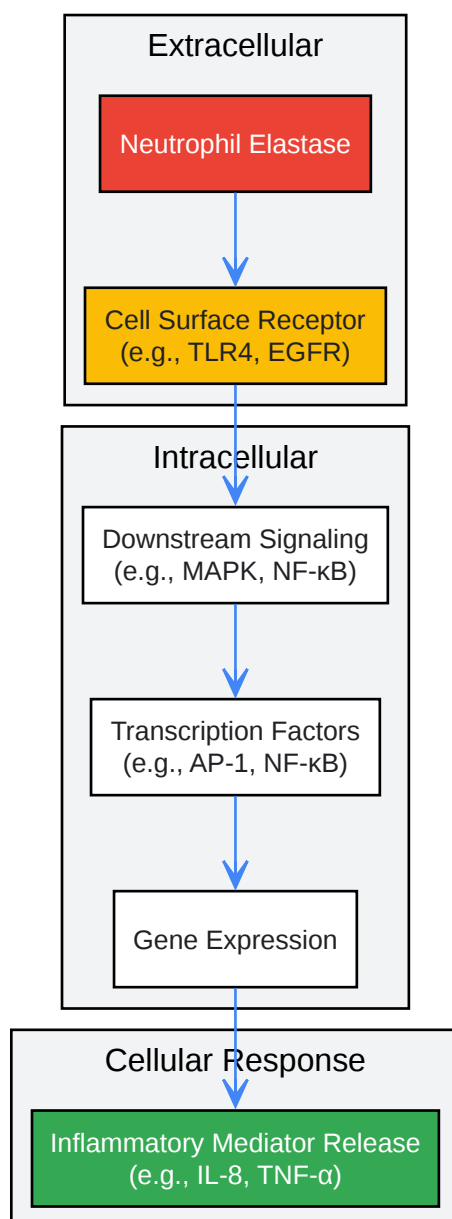 Extracellular
Neutrophil Elastase
Cell Surface Receptor
(e.g., TLR4, EGFR)
Intracellular
Downstream Signaling
(e.g., MAPK, NF-κB)
Transcription Factors
(e.g., AP-1, NF-κB)
Gene Expression
Cellular Response
Inflammatory Mediator Release
(e.g., IL-8, TNF-α)